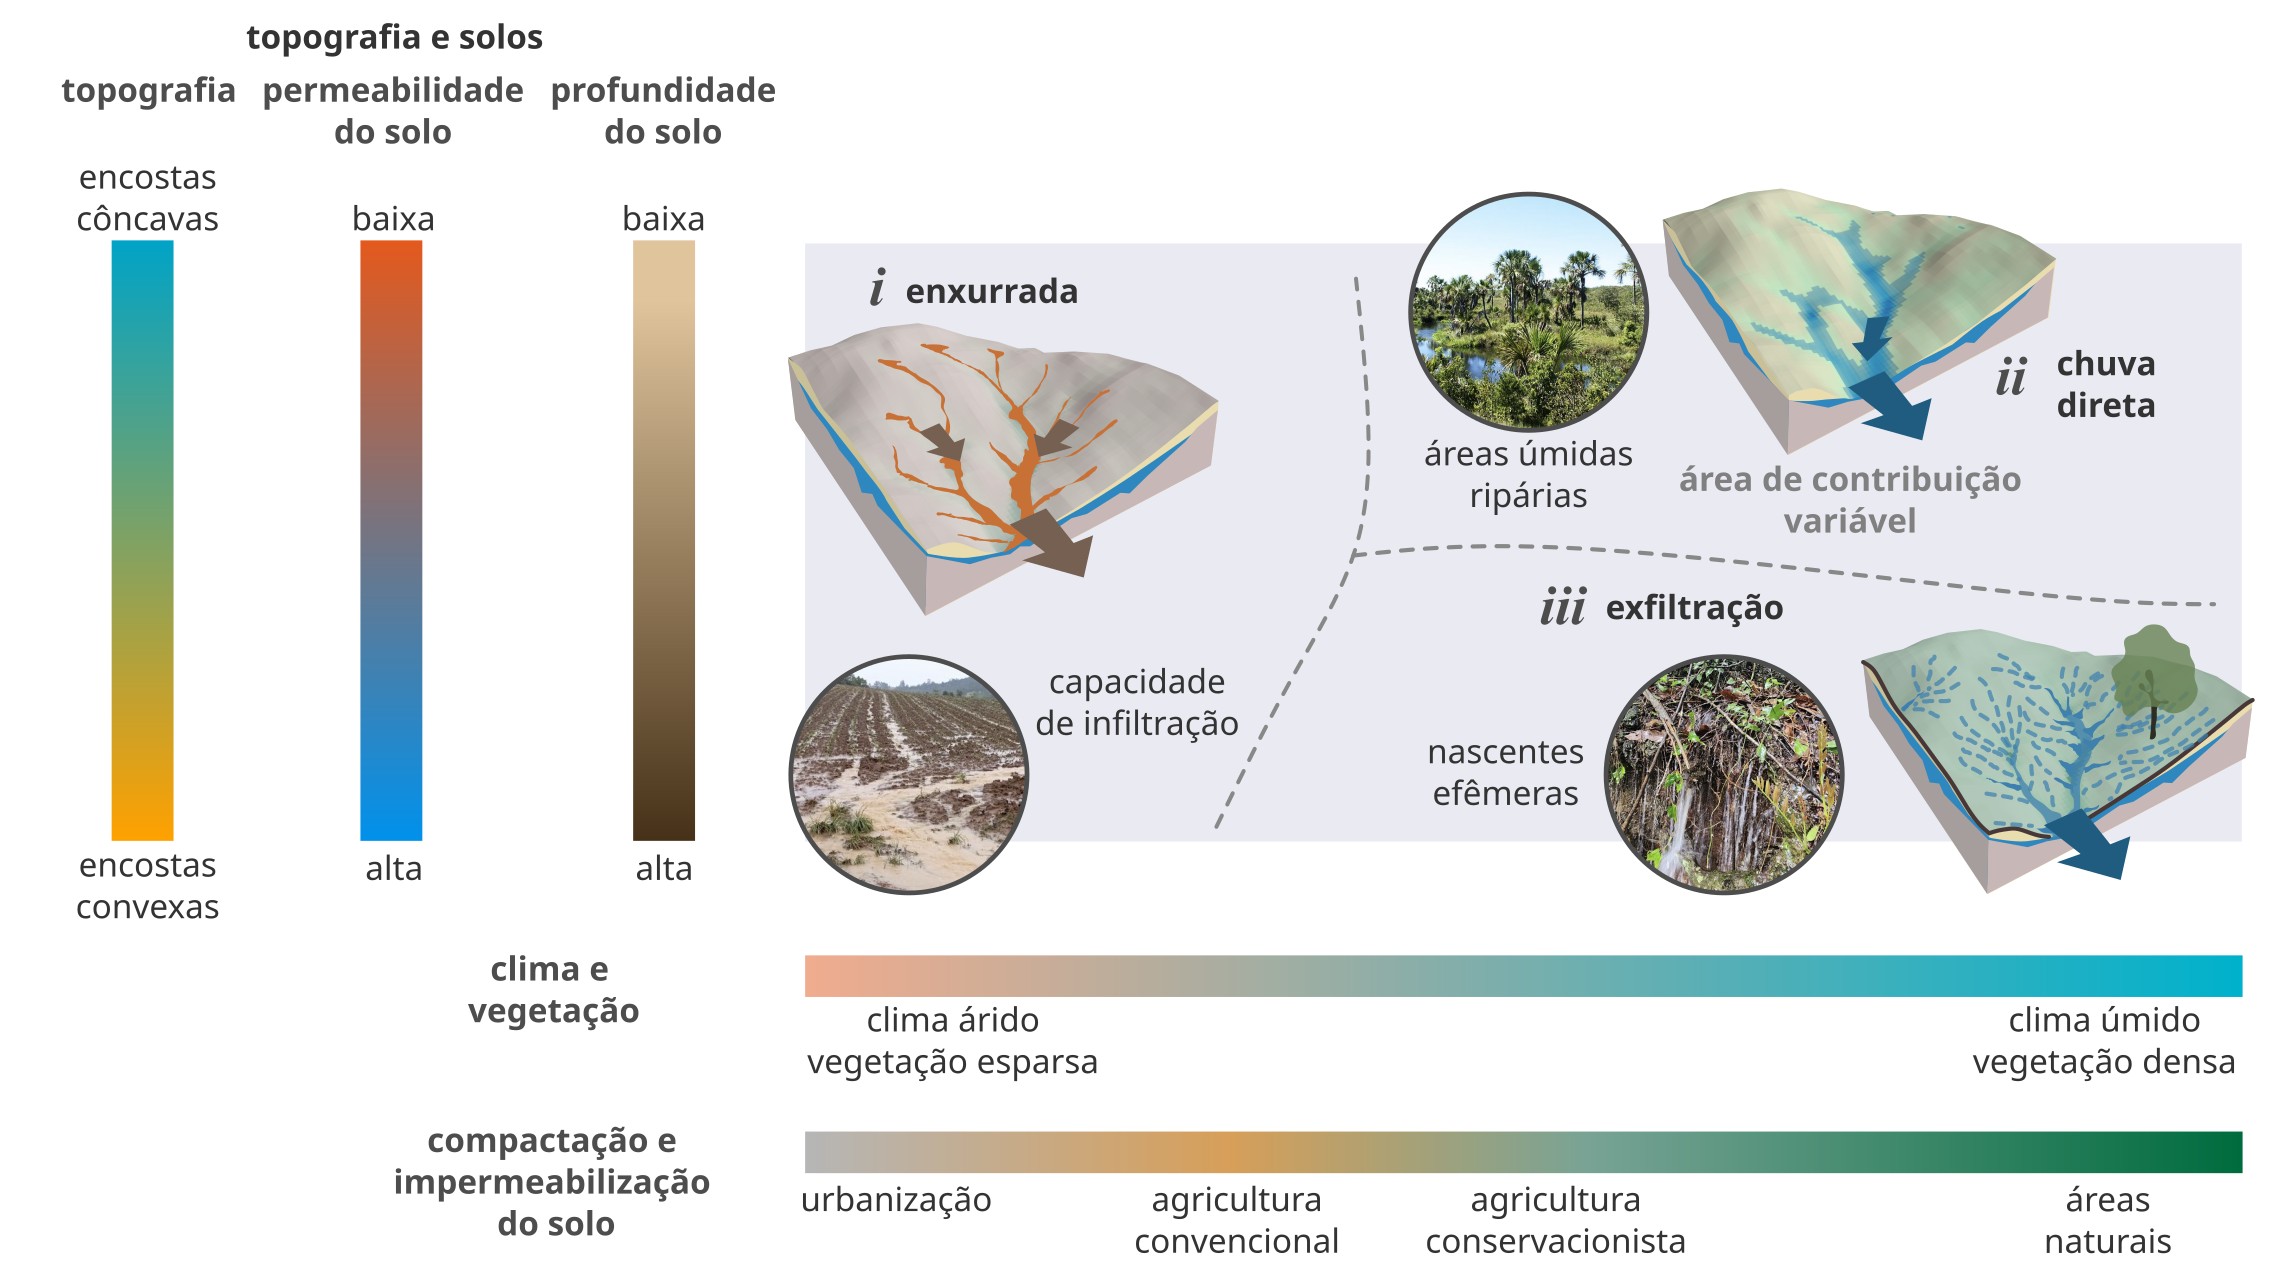 topografia e solos
topografia
permeabilidade
do solo
profundidade
do solo
encostas
côncavas
baixa
baixa
encostas
convexas
alta
alta
i enxurrada
capacidade
de infiltração
áreas úmidas
ripárias
ii chuva
direta
área de contribuição
variável
iii exfiltração
nascentes
efêmeras
clima e
vegetação
clima árido
vegetação esparsa
clima úmido
vegetação densa
compactação e
impermeabilização
do solo
urbanização
agricultura
convencional
agricultura
conservacionista
áreas
naturais